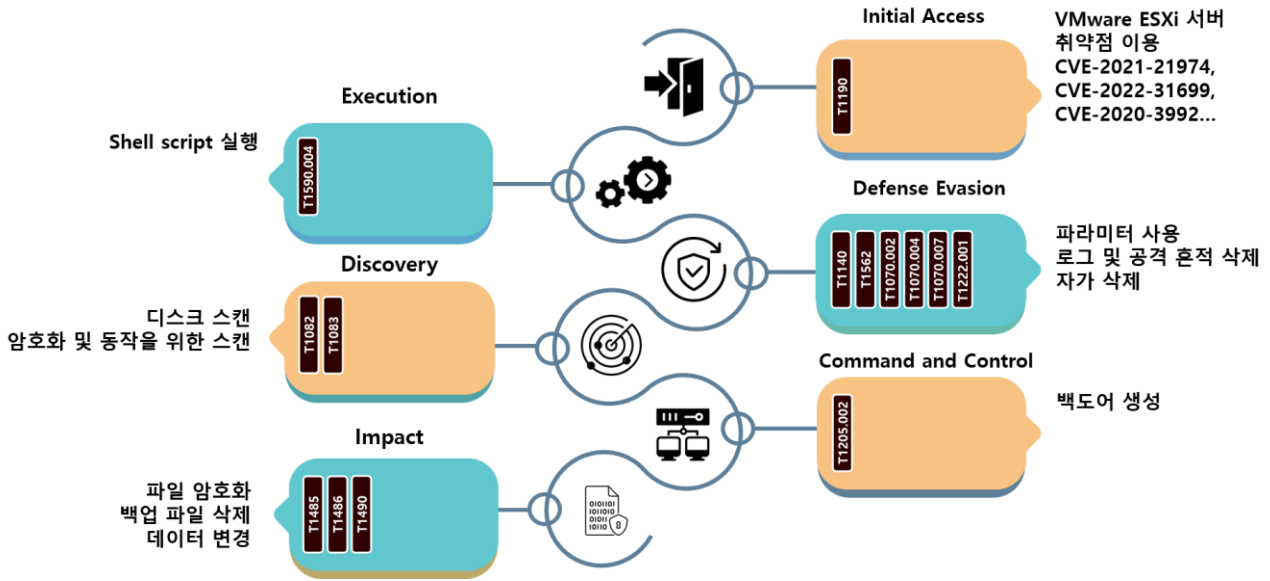 Initial Access
T1190
VMware ESXi 서버
취약점 이용
CVE-2021-21974,
CVE-2022-31699,
CVE-2020-3992...
Execution
Shell script 실행
T1590.004
Defense Evasion
T1140
T1562
T1070.002
T1070.004
T1070.007
T1222.001
파라미터 사용
로그 및 공격 흔적 삭제
자가 삭제
Discovery
디스크 스캔
암호화 및 동작을 위한 스캔
T1082
T1083
Command and Control
T1205.002
백도어 생성
Impact
파일 암호화
백업 파일 삭제
데이터 변경
T1485
T1486
T1490
010110
101101
01011
10110